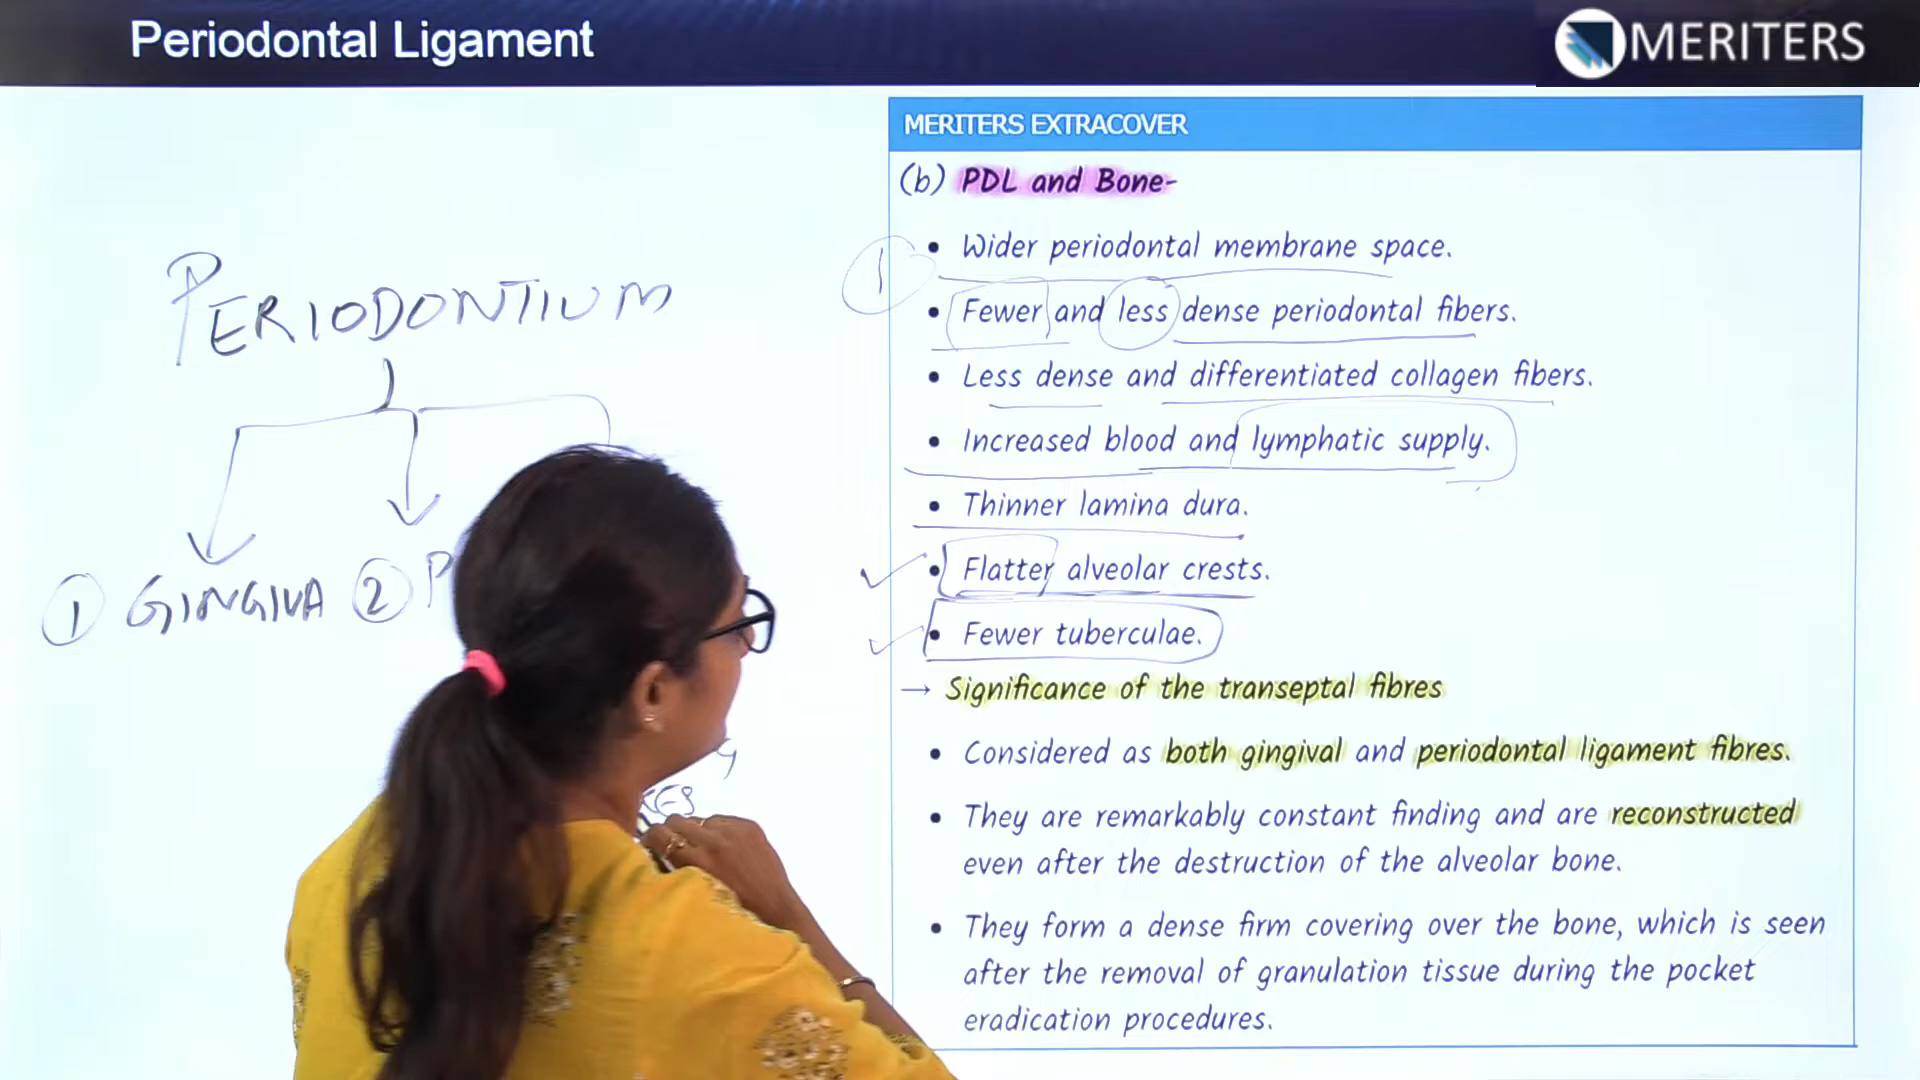 Periodontal Ligament
MERITERS
MERITERS EXTRACOVER
(b) PDL and Bone-
• Wider periodontal membrane space.
• Fewer and less dense periodontal fibers.
• Less dense and differentiated collagen fibers.
• Increased blood and lymphatic supply.
• Thinner lamina dura.
• Flatter alveolar crests.
• Fewer tuberculae.
→ Significance of the transeptal fibres
• Considered as both gingival and periodontal ligament fibres.
• They are remarkably constant finding and are reconstructed
even after the destruction of the alveolar bone.
• They form a dense firm covering over the bone, which is seen
after the removal of granulation tissue during the pocket
eradication procedures.
1
PERIODONTIUM
1 GINGIVA 2 P